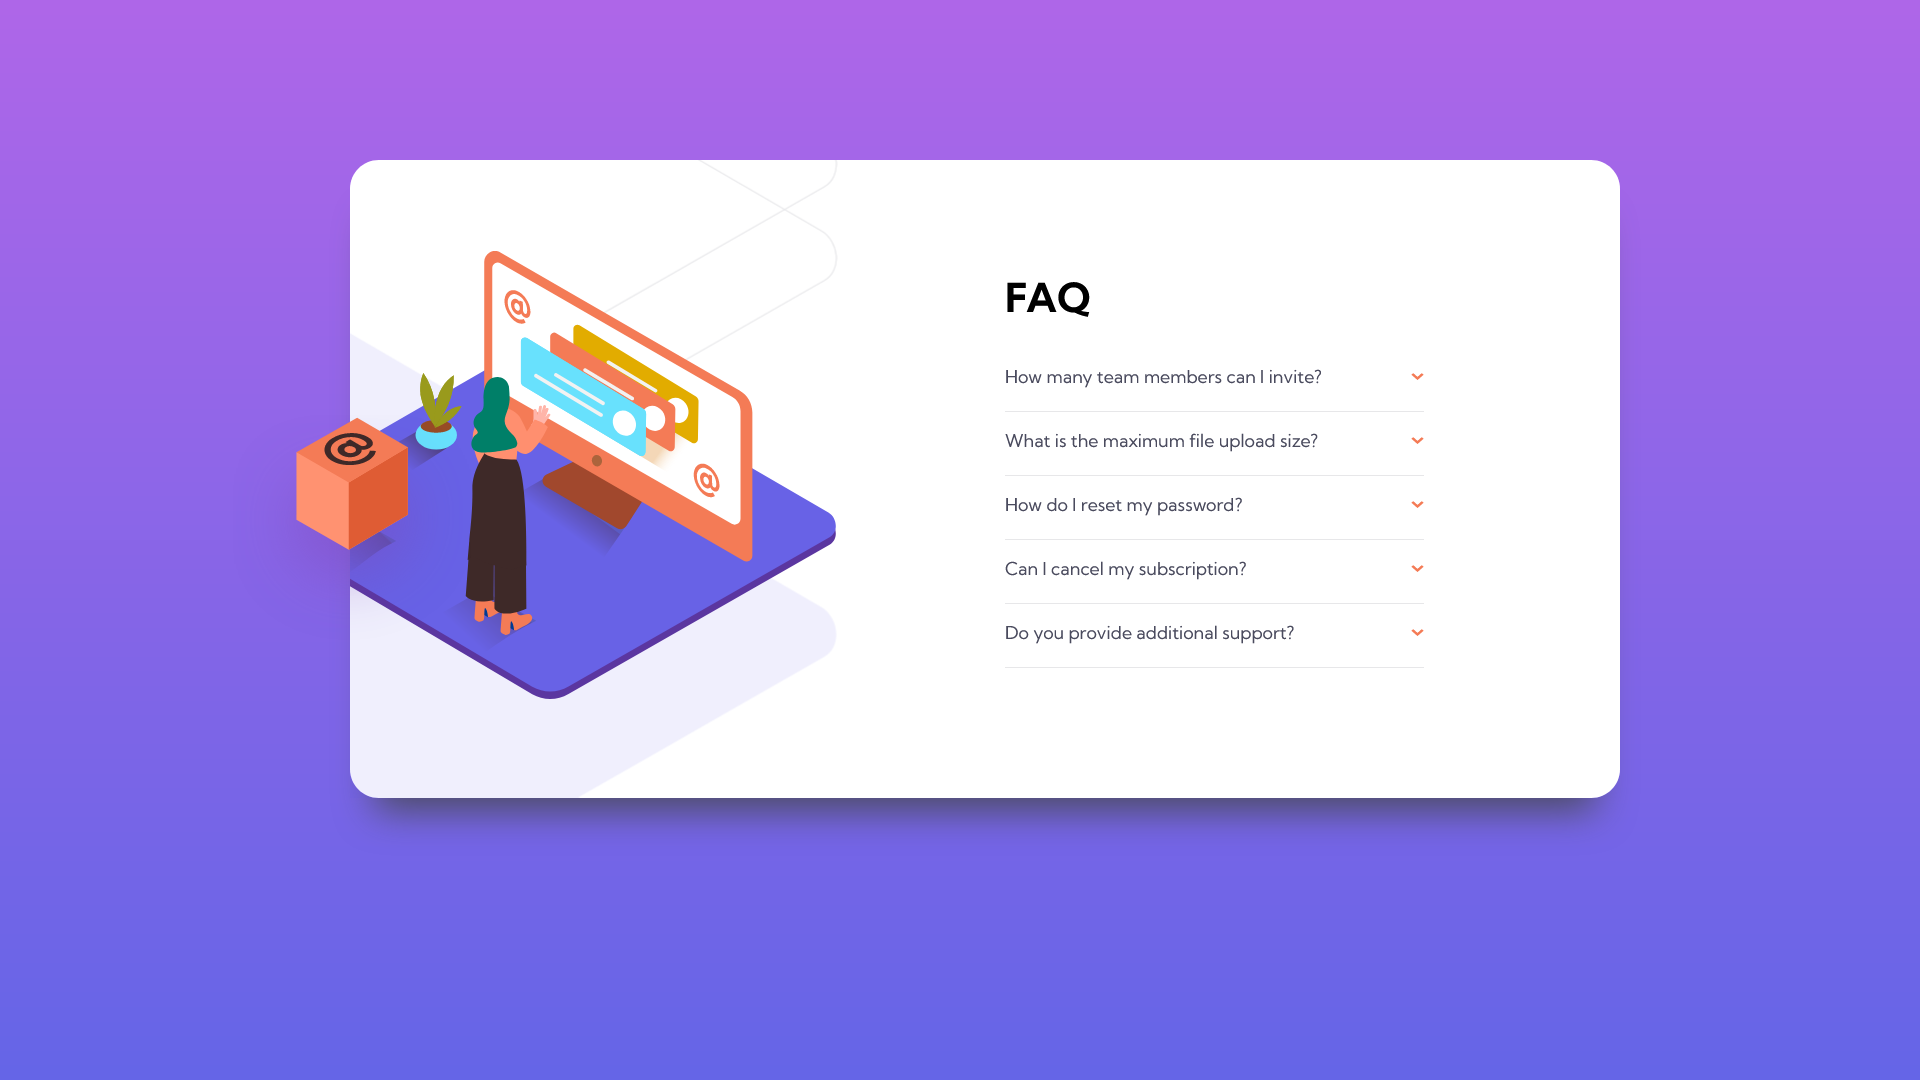 @
@
@
FAQ
How many team members can I invite?
What is the maximum file upload size?
How do I reset my password?
Can I cancel my subscription?
Do you provide additional support?